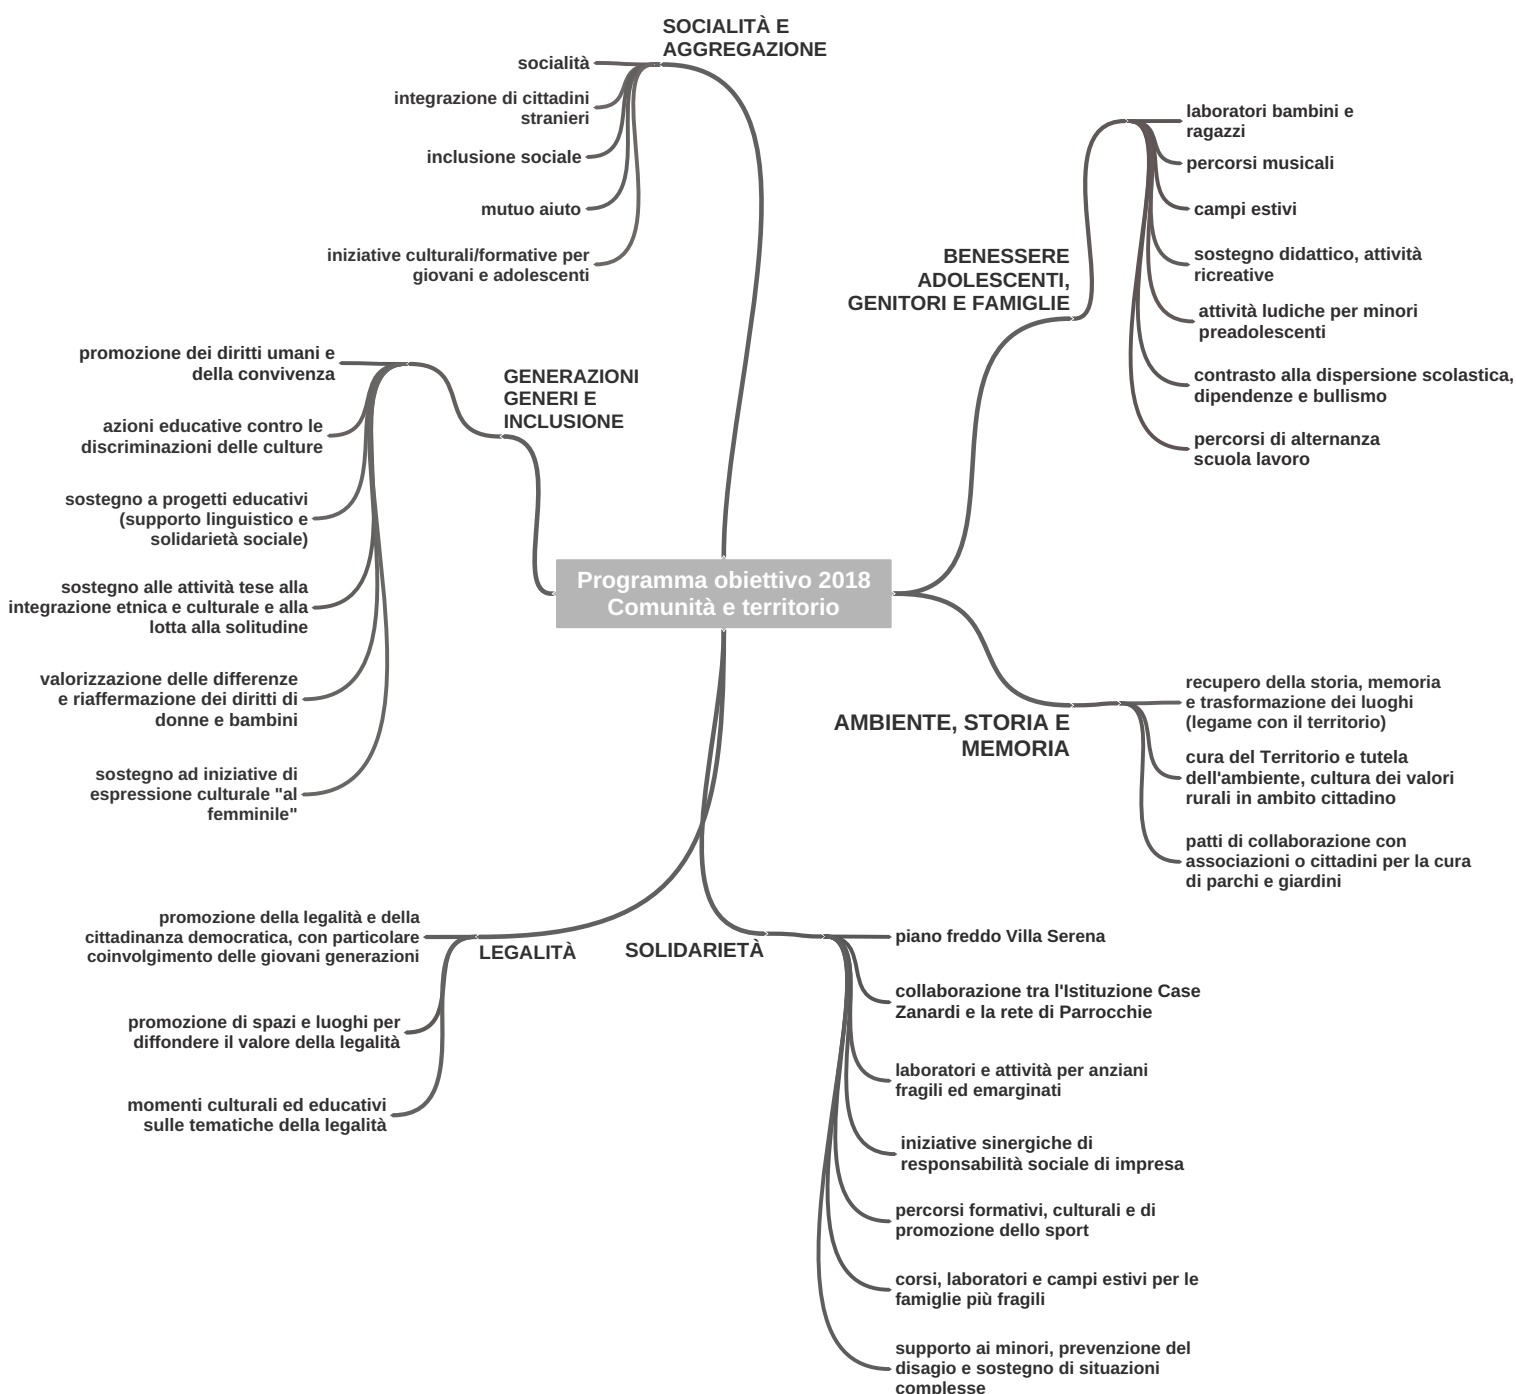 SOCIALITÀ E
AGGREGAZIONE
socialità
integrazione di cittadini
stranieri
inclusione sociale
mutuo aiuto
iniziative culturali/formative per
giovani e adolescenti
BENESSERE
ADOLESCENTI,
GENITORI E FAMIGLIE
laboratori bambini e
ragazzi
percorsi musicali
campi estivi
sostegno didattico, attività
ricreative
attività ludiche per minori
preadolescenti
contrasto alla dispersione scolastica,
dipendenze e bullismo
percorsi di alternanza
scuola lavoro
GENERAZIONI
GENERI E
INCLUSIONE
promozione dei diritti umani e
della convivenza
azioni educative contro le
discriminazioni delle culture
sostegno a progetti educativi
(supporto linguistico e
solidarietà sociale)
sostegno alle attività tese alla
integrazione etnica e culturale e alla
lotta alla solitudine
valorizzazione delle differenze
e riaffermazione dei diritti di
donne e bambini
sostegno ad iniziative di
espressione culturale "al
femminile"
Programma obiettivo 2018
Comunità e territorio
AMBIENTE, STORIA E
MEMORIA
recupero della storia, memoria
e trasformazione dei luoghi
(legame con il territorio)
cura del Territorio e tutela
dell'ambiente, cultura dei valori
rurali in ambito cittadino
patti di collaborazione con
associazioni o cittadini per la cura
di parchi e giardini
LEGALITÀ
promozione della legalità e della
cittadinanza democratica, con particolare
coinvolgimento delle giovani generazioni
promozione di spazi e luoghi per
diffondere il valore della legalità
momenti culturali ed educativi
sulle tematiche della legalità
SOLIDARIETÀ
piano freddo Villa Serena
collaborazione tra l'Istituzione Case
Zanardi e la rete di Parrocchie
laboratori e attività per anziani
fragili ed emarginati
iniziative sinergiche di
responsabilità sociale di impresa
percorsi formativi, culturali e di
promozione dello sport
corsi, laboratori e campi estivi per le
famiglie più fragili
supporto ai minori, prevenzione del
disagio e sostegno di situazioni
complesse